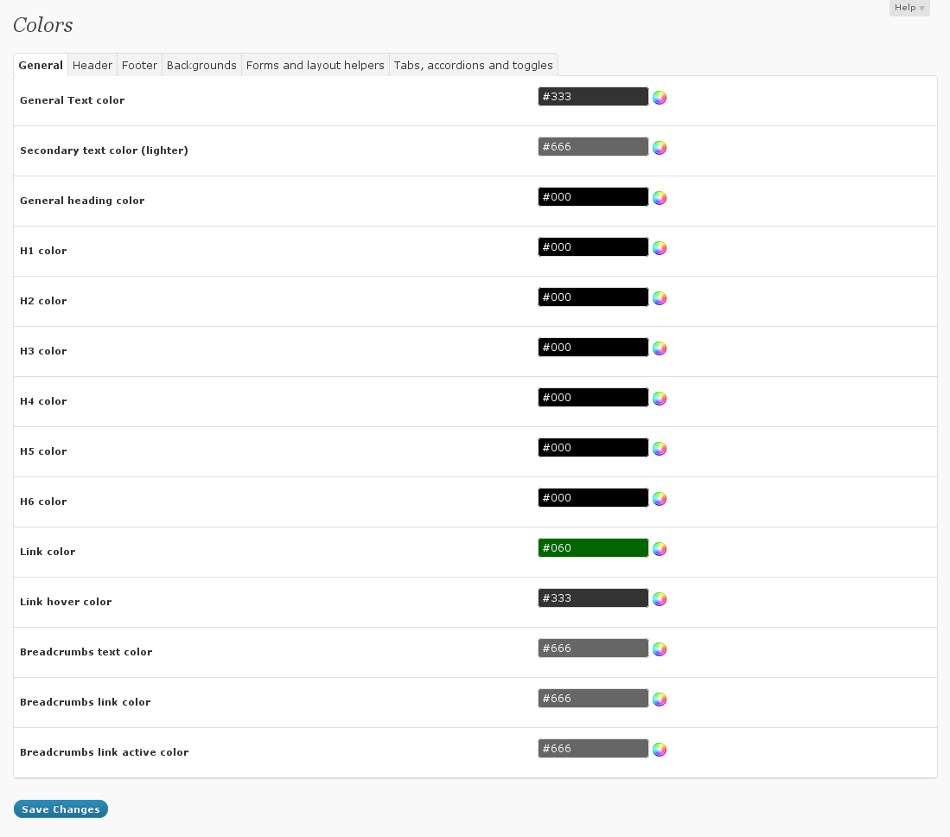 Help
Colors
General Header Footer Backgrounds Forms and layout helpers Tabs, accordions and toggles
General Text color #333
Secondary text color (lighter) #666
General heading color #000
H1 color #000
H2 color #000
H3 color #000
H4 color #000
H5 color #000
H6 color #000
Link color #060
Link hover color #333
Breadcrumbs text color #666
Breadcrumbs link color #666
Breadcrumbs link active color #666
Save Changes